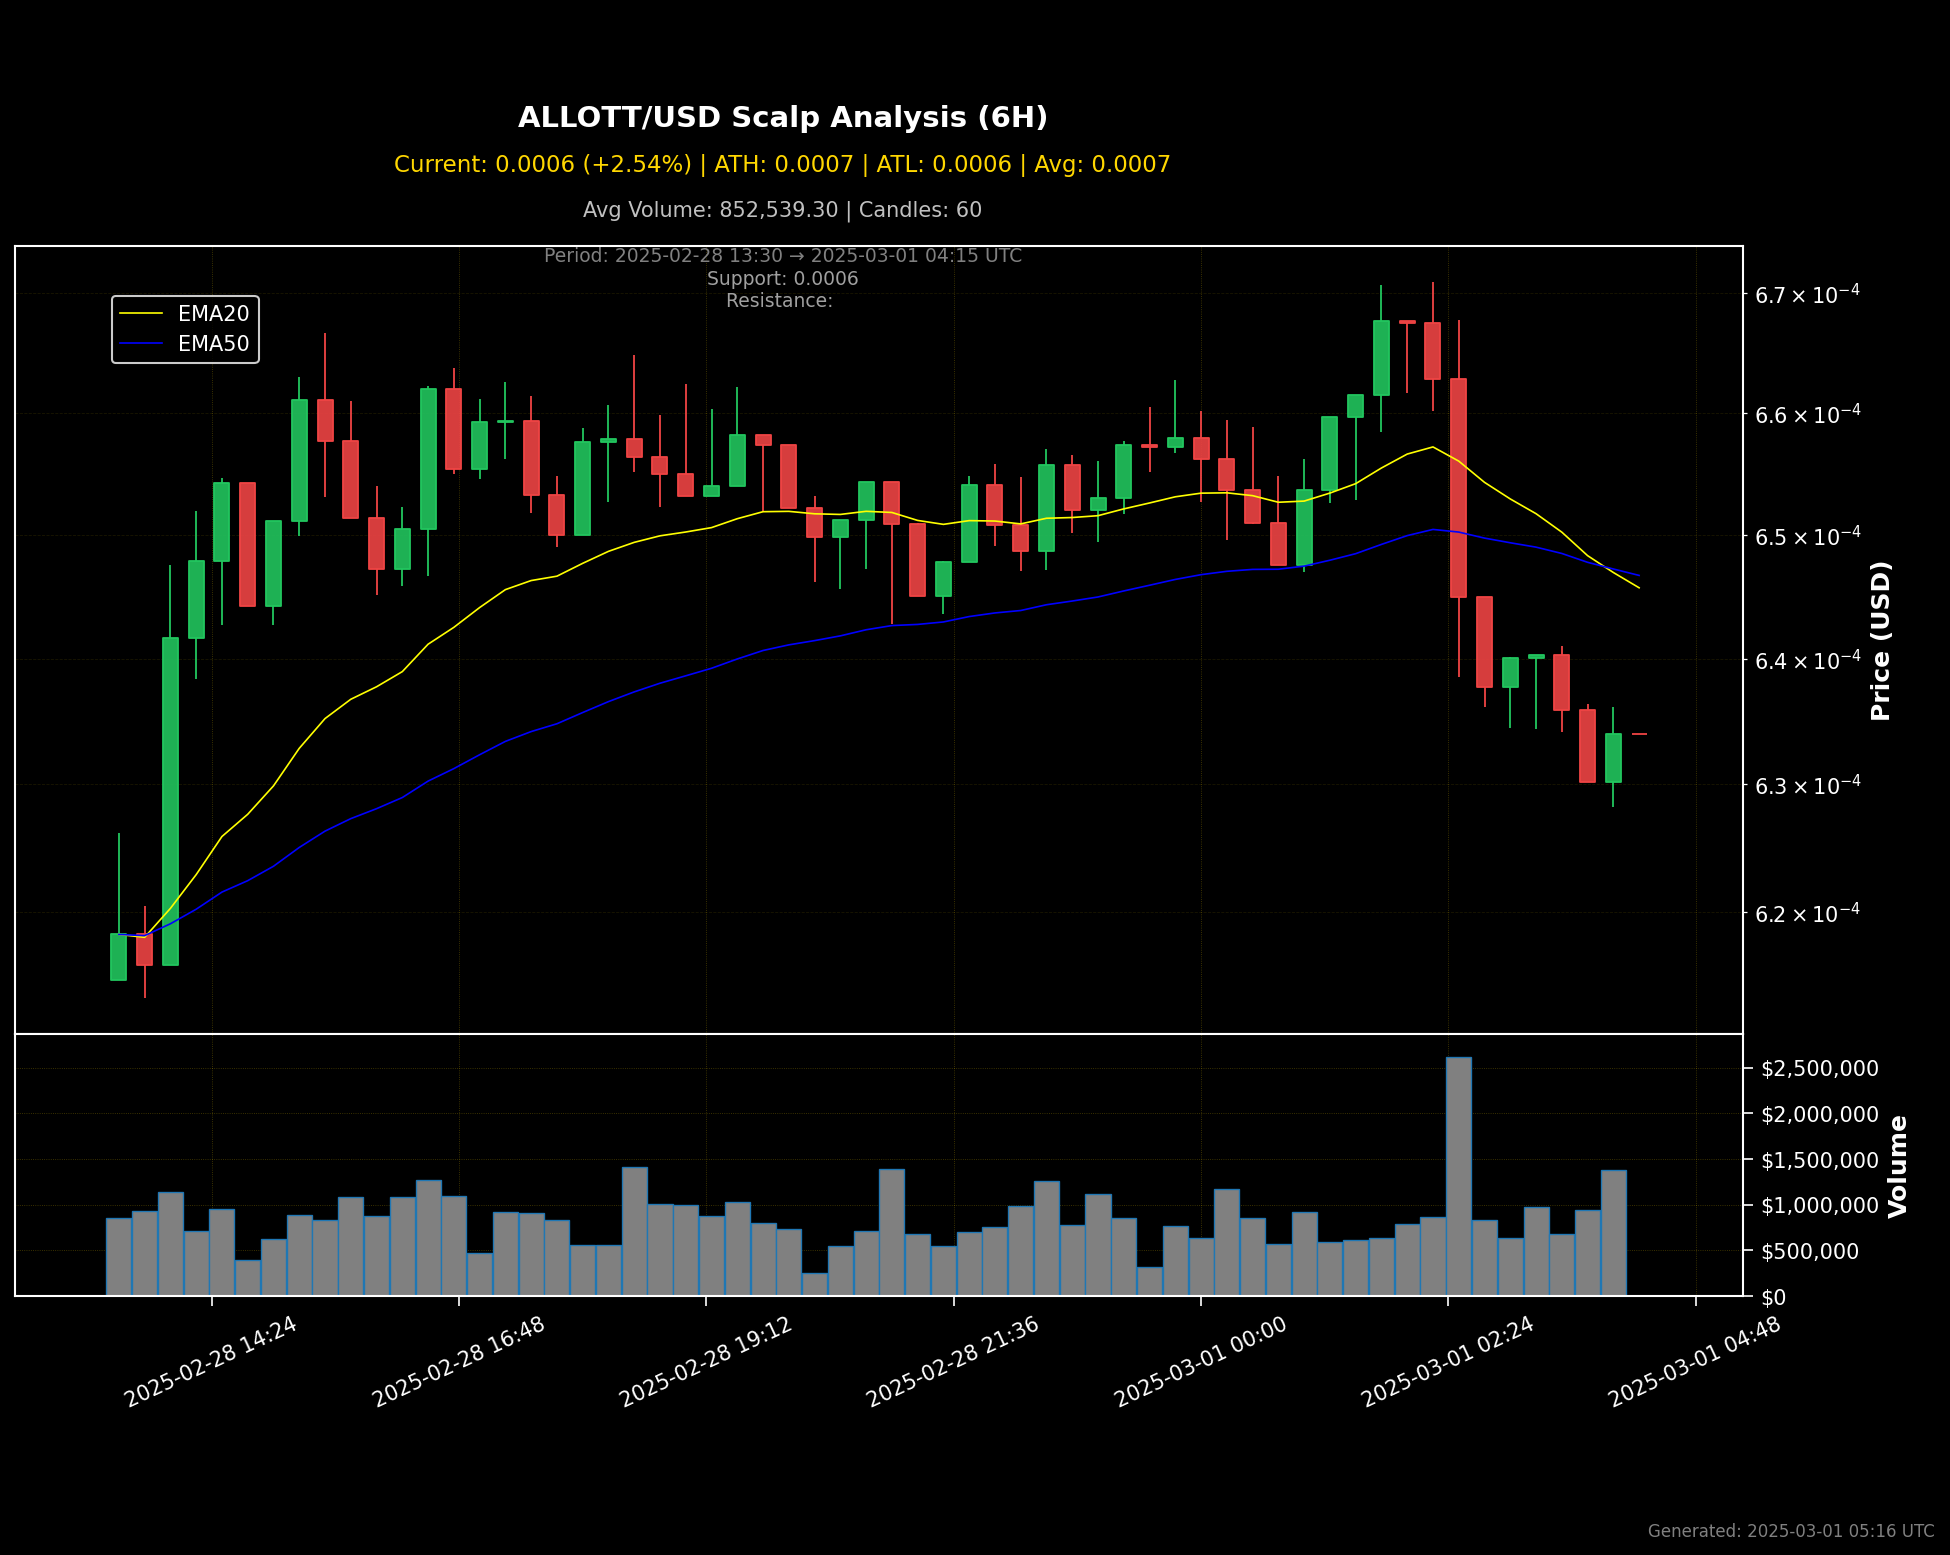 ALLOTT/USD Scalp Analysis (6H)
Current: 0.0006 (+2.54%) | ATH: 0.0007 | ATL: 0.0006 | Avg: 0.0007
Avg Volume: 852,539.30 | Candles: 60
Period: 2025-02-28 13:30 → 2025-03-01 04:15 UTC
Support: 0.0006
Resistance:
EMA20
EMA50
6.7 × 10⁻⁴
6.6 × 10⁻⁴
6.5 × 10⁻⁴
6.4 × 10⁻⁴
6.3 × 10⁻⁴
6.2 × 10⁻⁴
Price (USD)
$2,500,000
$2,000,000
$1,500,000
$1,000,000
$500,000
$0
Volume
2025-02-28 14:24
2025-02-28 16:48
2025-02-28 19:12
2025-02-28 21:36
2025-03-01 00:00
2025-03-01 02:24
2025-03-01 04:48
Generated: 2025-03-01 05:16 UTC